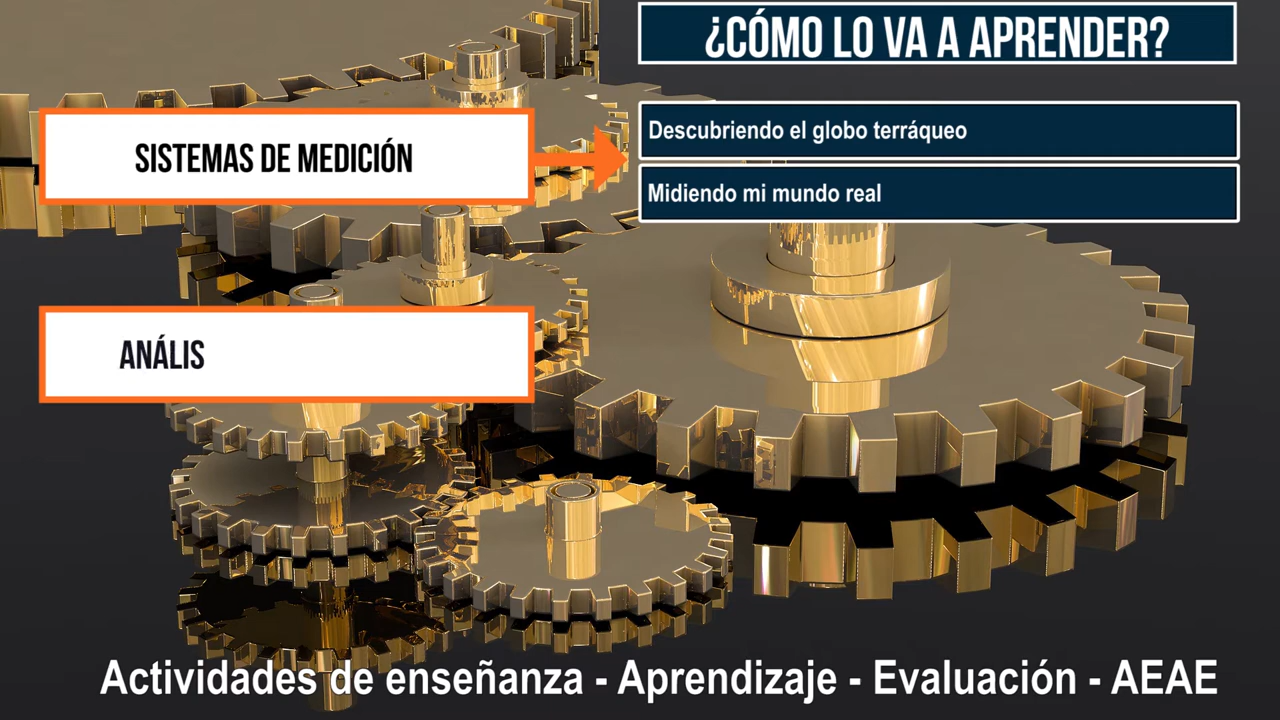 ¿CÓMO LO VA A APRENDER?
SISTEMAS DE MEDICIÓN
Descubriendo el globo terráqueo
Midiendo mi mundo real
ANÁLIS
Actividades de enseñanza - Aprendizaje - Evaluación - AEAE